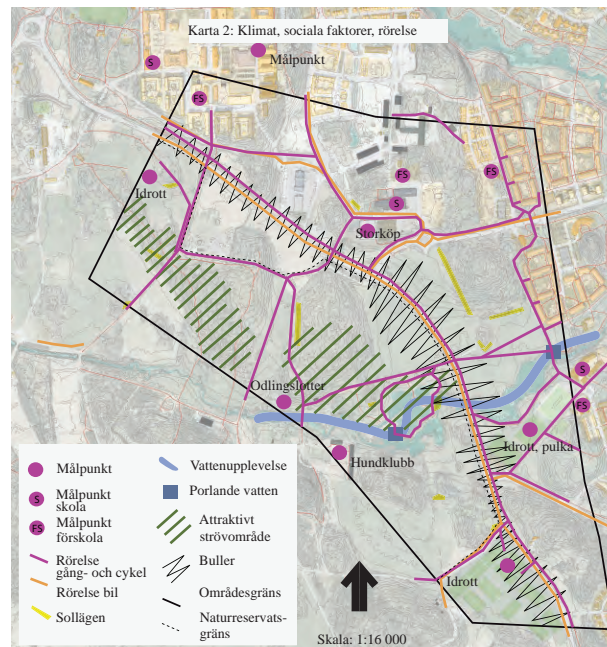 Karta 2: Klimat, sociala faktorer, rörelse
Målpunkt
S
FS
Idrott
FS
FS
S
Storköp
Odlingslotter
S
FS
Idrott, pulka
Hundklubb
Idrott
Målpunkt
S
Målpunkt
skola
FS
Målpunkt
förskola
Rörelse
gång- och cykel
Rörelse bil
Sollägen
Vattenupplevelse
Porlande vatten
Attraktivt
strövområde
Buller
Områdesgräns
Naturreservats-
gräns
Skala: 1:16 000